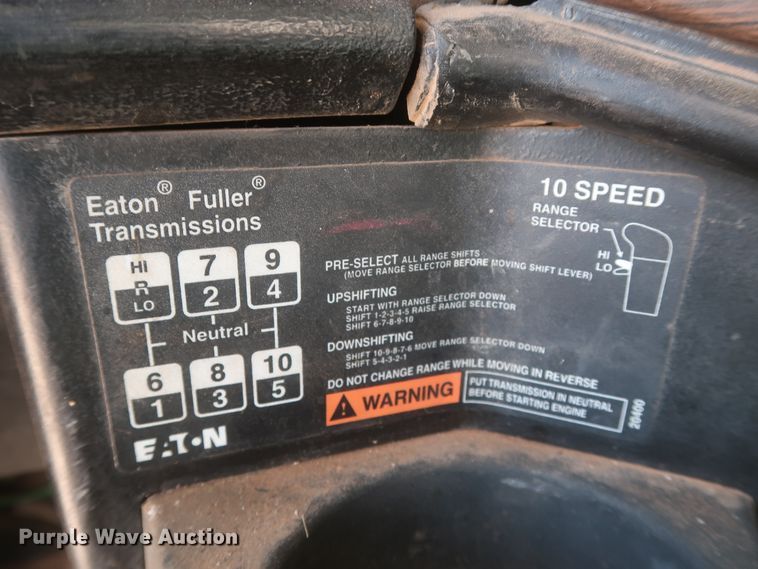 Eaton® Fuller®
Transmissions
HI
R
LO
7
2
9
4
Neutral
6
1
8
3
10
5
EATON
10 SPEED
RANGE
SELECTOR
HI
LO
PRE-SELECT ALL RANGE SHIFTS
(MOVE RANGE SELECTOR BEFORE MOVING SHIFT LEVER)
UPSHIFTING
START WITH RANGE SELECTOR DOWN
SHIFT 1-2-3-4-5 RAISE RANGE SELECTOR
SHIFT 6-7-8-9-10
DOWNSHIFTING
SHIFT 10-9-8-7-6 MOVE RANGE SELECTOR DOWN
SHIFT 5-4-3-2-1
DO NOT CHANGE RANGE WHILE MOVING IN REVERSE
WARNING
PUT TRANSMISSION IN NEUTRAL
BEFORE STARTING ENGINE
20400
Purple Wave Auction